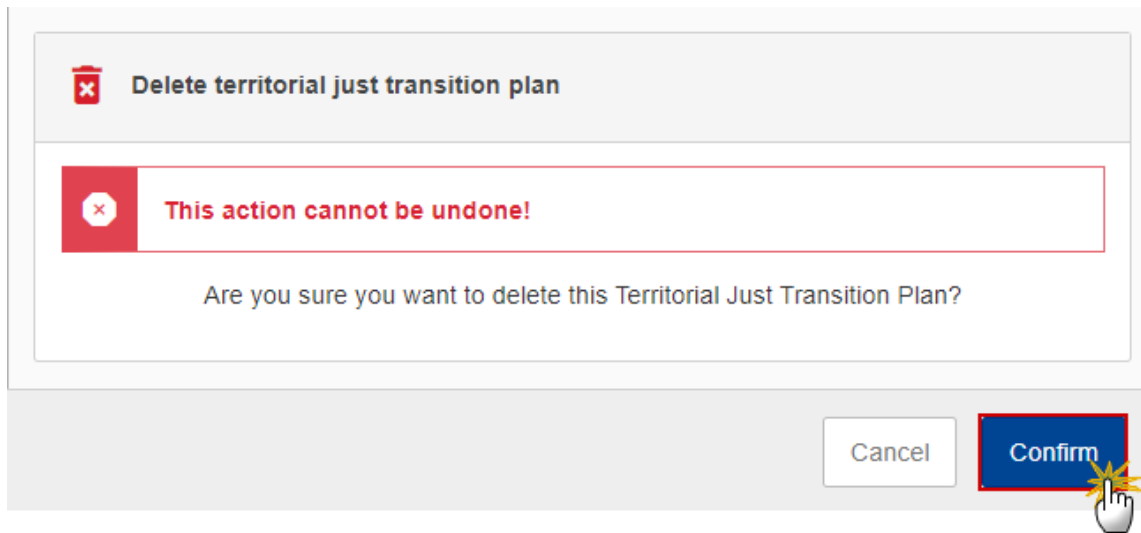 Delete territorial just transition plan
This action cannot be undone!
Are you sure you want to delete this Territorial Just Transition Plan?
Cancel
Confirm